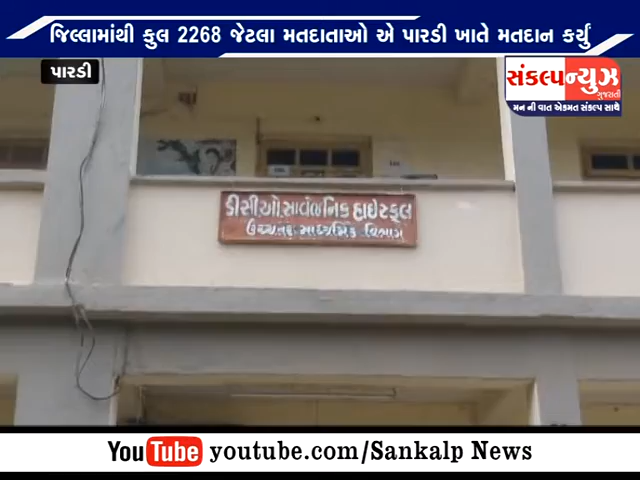 જિલ્લામાંથી કુલ 2268 જેટલા મતદાતાઓ એ પારડી ખાતે મતદાન કર્યું
પારડી
સંકલ્પ ન્યુઝ
ગુજરાતી
મન ની વાત એકમત સંકલ્પ સાથે
ડીસીઓ.સાર્વજનિક હાઈસ્કૂલ
ઉચ્ચતર માધ્યમિક વિભાગ
YouTube youtube.com/Sankalp News